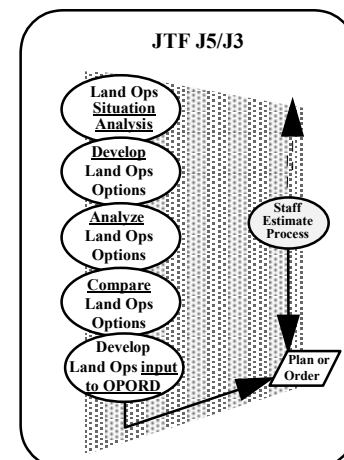 JTF J5/J3
Land Ops
Situation
Analysis
Develop
Land Ops
Options
Analyze
Land Ops
Options
Compare
Land Ops
Options
Develop
Land Ops input
to OPORD
Staff
Estimate
Process
Plan or
Order